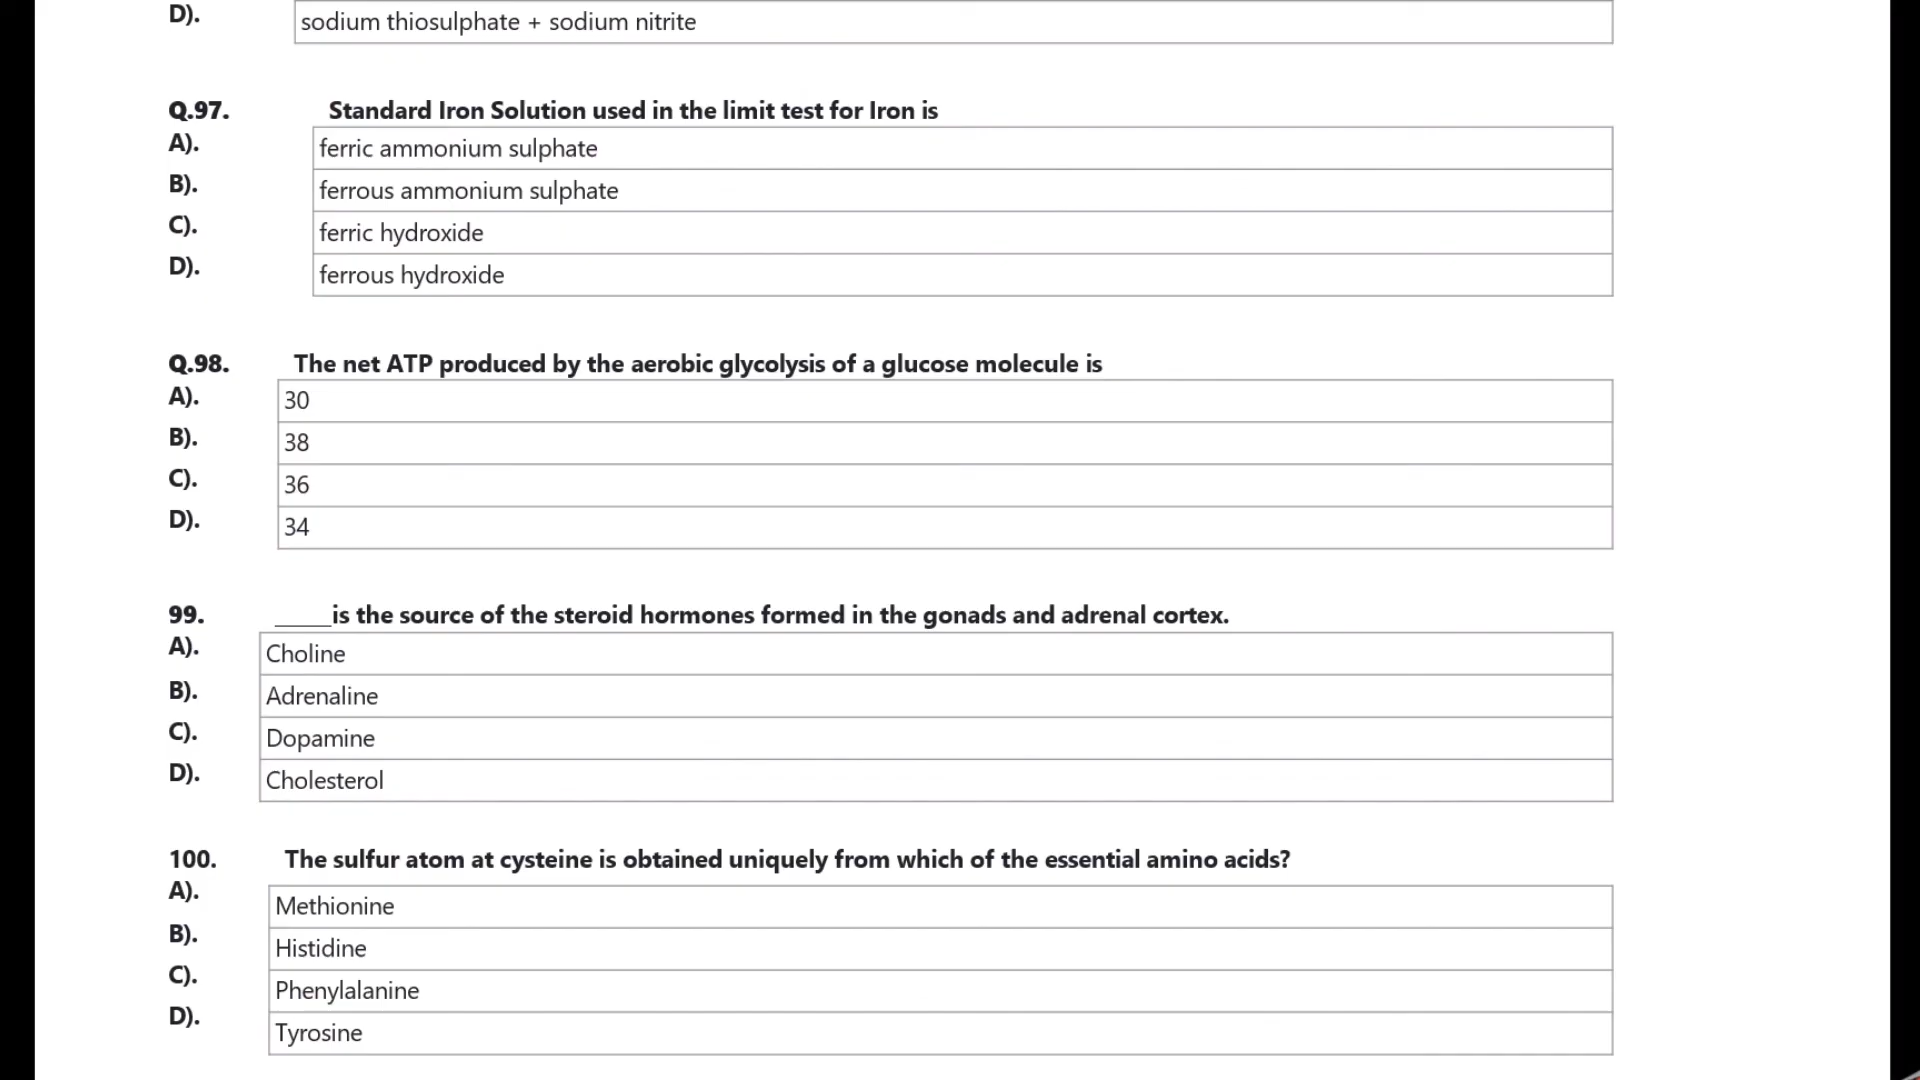 D). sodium thiosulphate + sodium nitrite
Q.97. Standard Iron Solution used in the limit test for Iron is
A). ferric ammonium sulphate
B). ferrous ammonium sulphate
C). ferric hydroxide
D). ferrous hydroxide
Q.98. The net ATP produced by the aerobic glycolysis of a glucose molecule is
A). 30
B). 38
C). 36
D). 34
99. _____is the source of the steroid hormones formed in the gonads and adrenal cortex.
A). Choline
B). Adrenaline
C). Dopamine
D). Cholesterol
100. The sulfur atom at cysteine is obtained uniquely from which of the essential amino acids?
A). Methionine
B). Histidine
C). Phenylalanine
D). Tyrosine